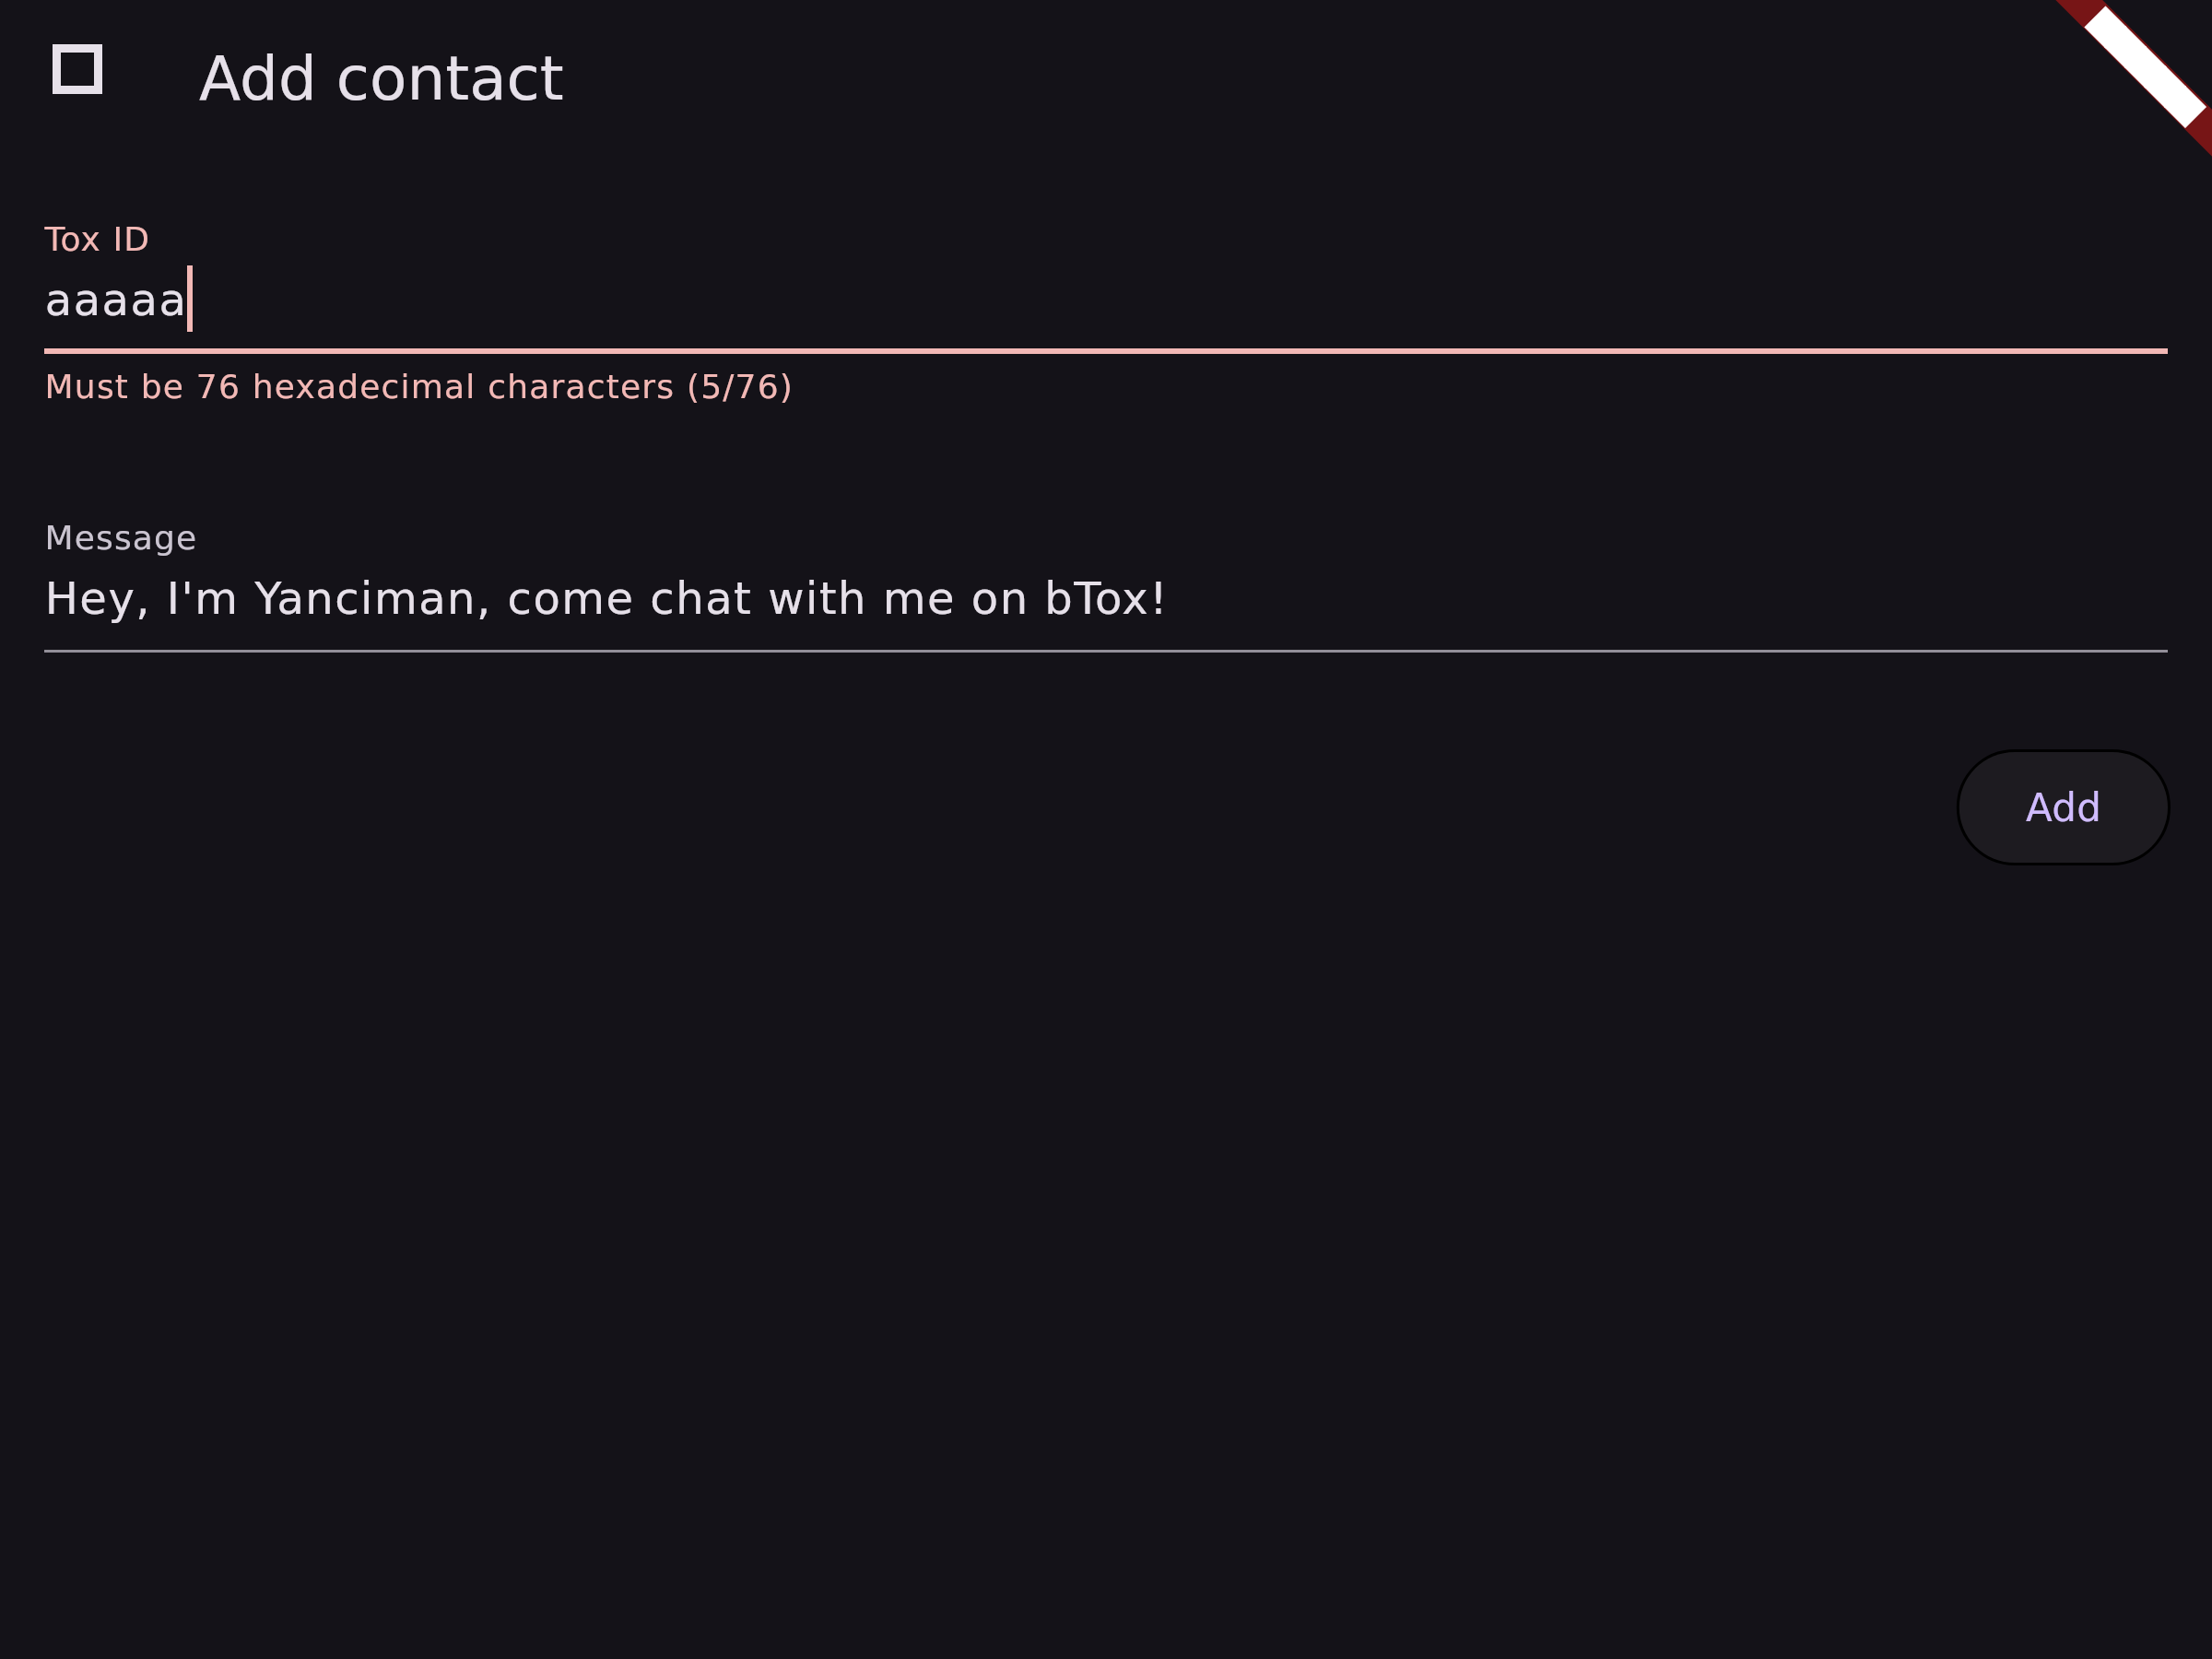 Add contact
Tox ID
aaaaa
Must be 76 hexadecimal characters (5/76)
Message
Hey, I'm Yanciman, come chat with me on bTox!
Add